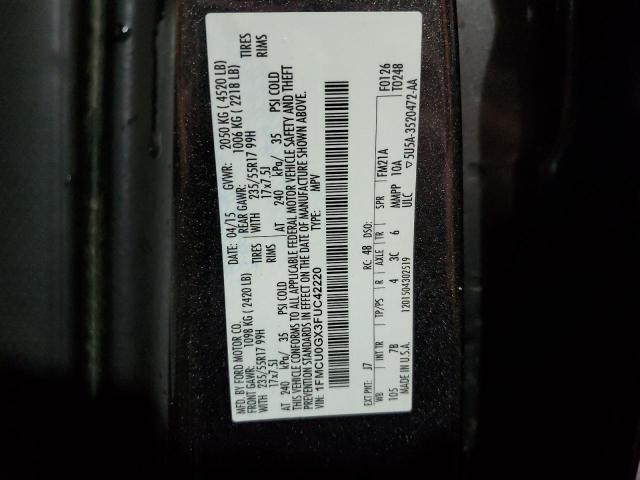 MFD. BY FORD MOTOR CO.
DATE: 04/15 GVWR: 2050 KG ( 4520 LB)
FRONT GAWR: 1098 KG ( 2420 LB) REAR GAWR: 1006 KG ( 2218 LB)
WITH 235/55R17 99H TIRES WITH 235/55R17 99H TIRES
17x7.5J RIMS 17x7.5J RIMS
AT 240 kPa/ 35 PSI COLD AT 240 kPa/ 35 PSI COLD
THIS VEHICLE CONFORMS TO ALL APPLICABLE FEDERAL MOTOR VEHICLE SAFETY AND THEFT
PREVENTION STANDARDS IN EFFECT ON THE DATE OF MANUFACTURE SHOWN ABOVE.
VIN: 1FMCU0GX3FUC42220 TYPE: MPV
F0126
T0248
EXT PNT: J7 RC: 48 DSO: FM21A
WB INT TR TP/PS R AXLE TR SPR
105 7B 4 3C 6 MMPP 10A
MADE IN U.S.A. 1201504302519 ULC ▽5U5A-3520472-AA